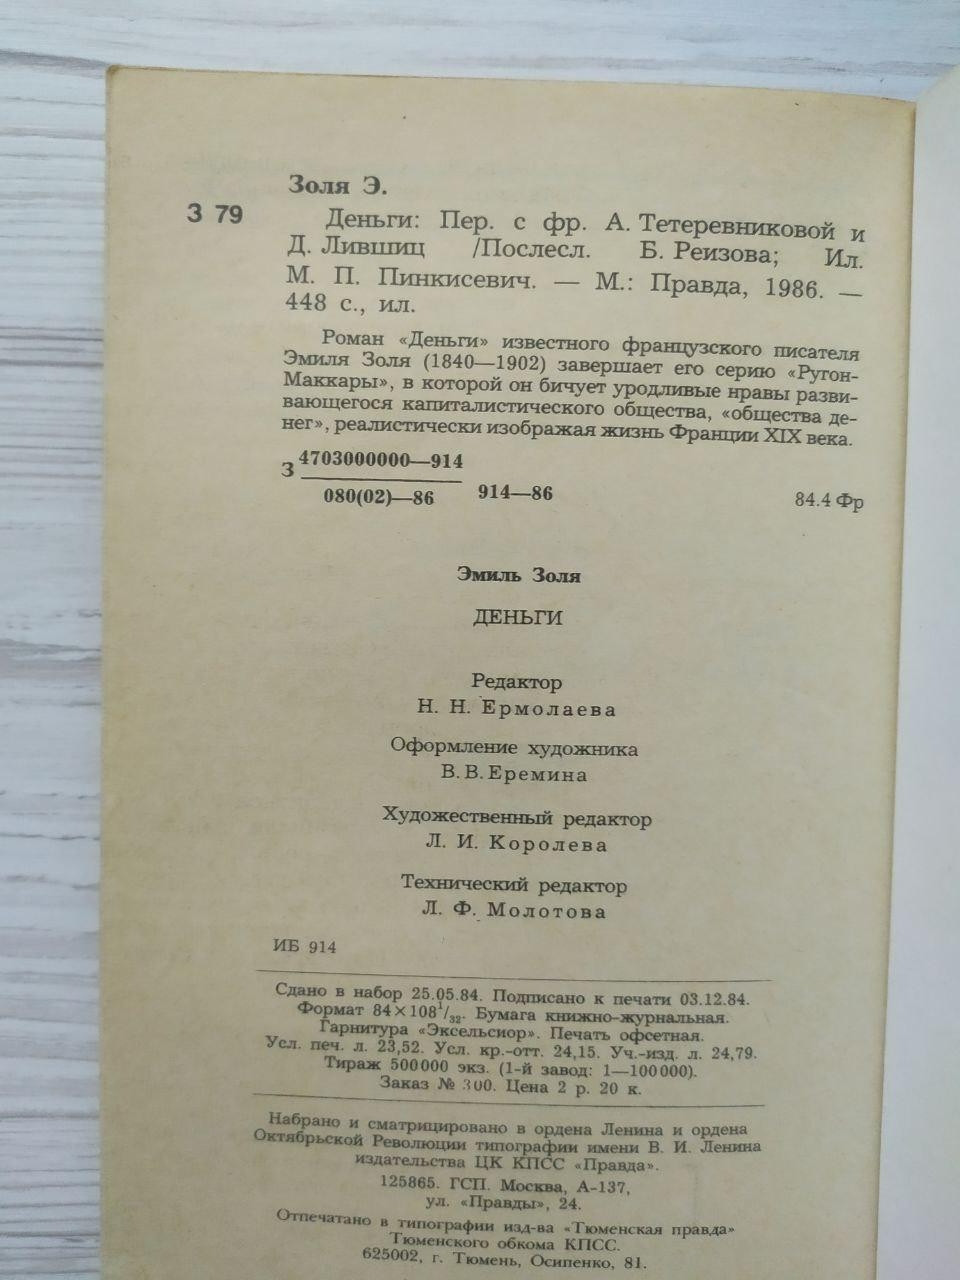 Золя Э.
З 79
Деньги: Пер. с фр. А. Тетеревниковой и
Д. Лившиц /Послесл. Б. Реизова; Ил.
М. П. Пинкисевич. — М.: Правда, 1986. —
448 с., ил.
Роман «Деньги» известного французского писателя
Эмиля Золя (1840—1902) завершает его серию «Ругон-
Маккары», в которой он бичует уродливые нравы разви-
вающегося капиталистического общества, «общества де-
нег», реалистически изображая жизнь Франции XIX века.
З 4703000000—914
080(02)—86 914—86 84.4 Фр
Эмиль Золя
ДЕНЬГИ
Редактор
Н. Н. Ермолаева
Оформление художника
В. В. Еремина
Художественный редактор
Л. И. Королева
Технический редактор
Л. Ф. Молотова
ИБ 914
Сдано в набор 25.05.84. Подписано к печати 03.12.84.
Формат 84×108¹/₃₂. Бумага книжно-журнальная.
Гарнитура «Эксельсиор». Печать офсетная.
Усл. печ. л. 23,52. Усл. кр.-отт. 24,15. Уч.-изд. л. 24,79.
Тираж 500000 экз. (1-й завод: 1—100000).
Заказ № 300. Цена 2 р. 20 к.
Набрано и сматрицировано в ордена Ленина и ордена
Октябрьской Революции типографии имени В. И. Ленина
издательства ЦК КПСС «Правда».
125865. ГСП. Москва, А-137,
ул. «Правды», 24.
Отпечатано в типографии изд-ва «Тюменская правда»
Тюменского обкома КПСС.
625002, г. Тюмень, Осипенко, 81.